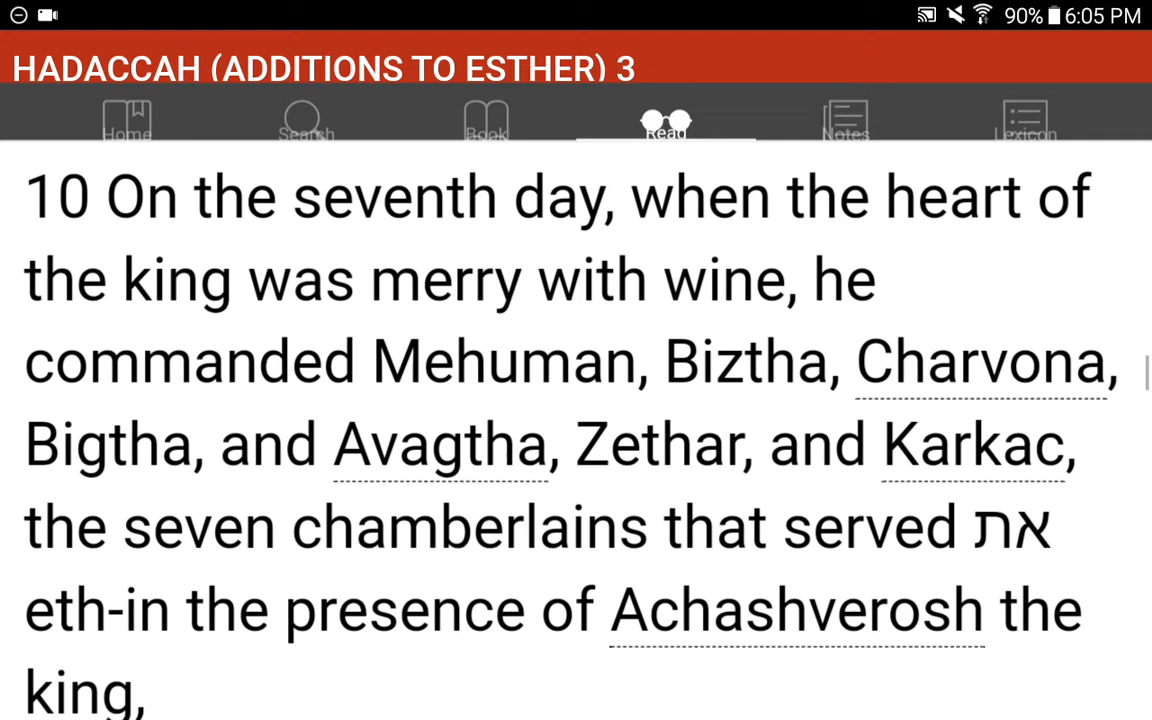 90% 6:05 PM
HADACCAH (ADDITIONS TO ESTHER) 3
Home Search Book Read Notes Lexicon
10 On the seventh day, when the heart of
the king was merry with wine, he
commanded Mehuman, Biztha, Charvona,
Bigtha, and Avagtha, Zethar, and Karkac,
the seven chamberlains that served את
eth-in the presence of Achashverosh the
king,